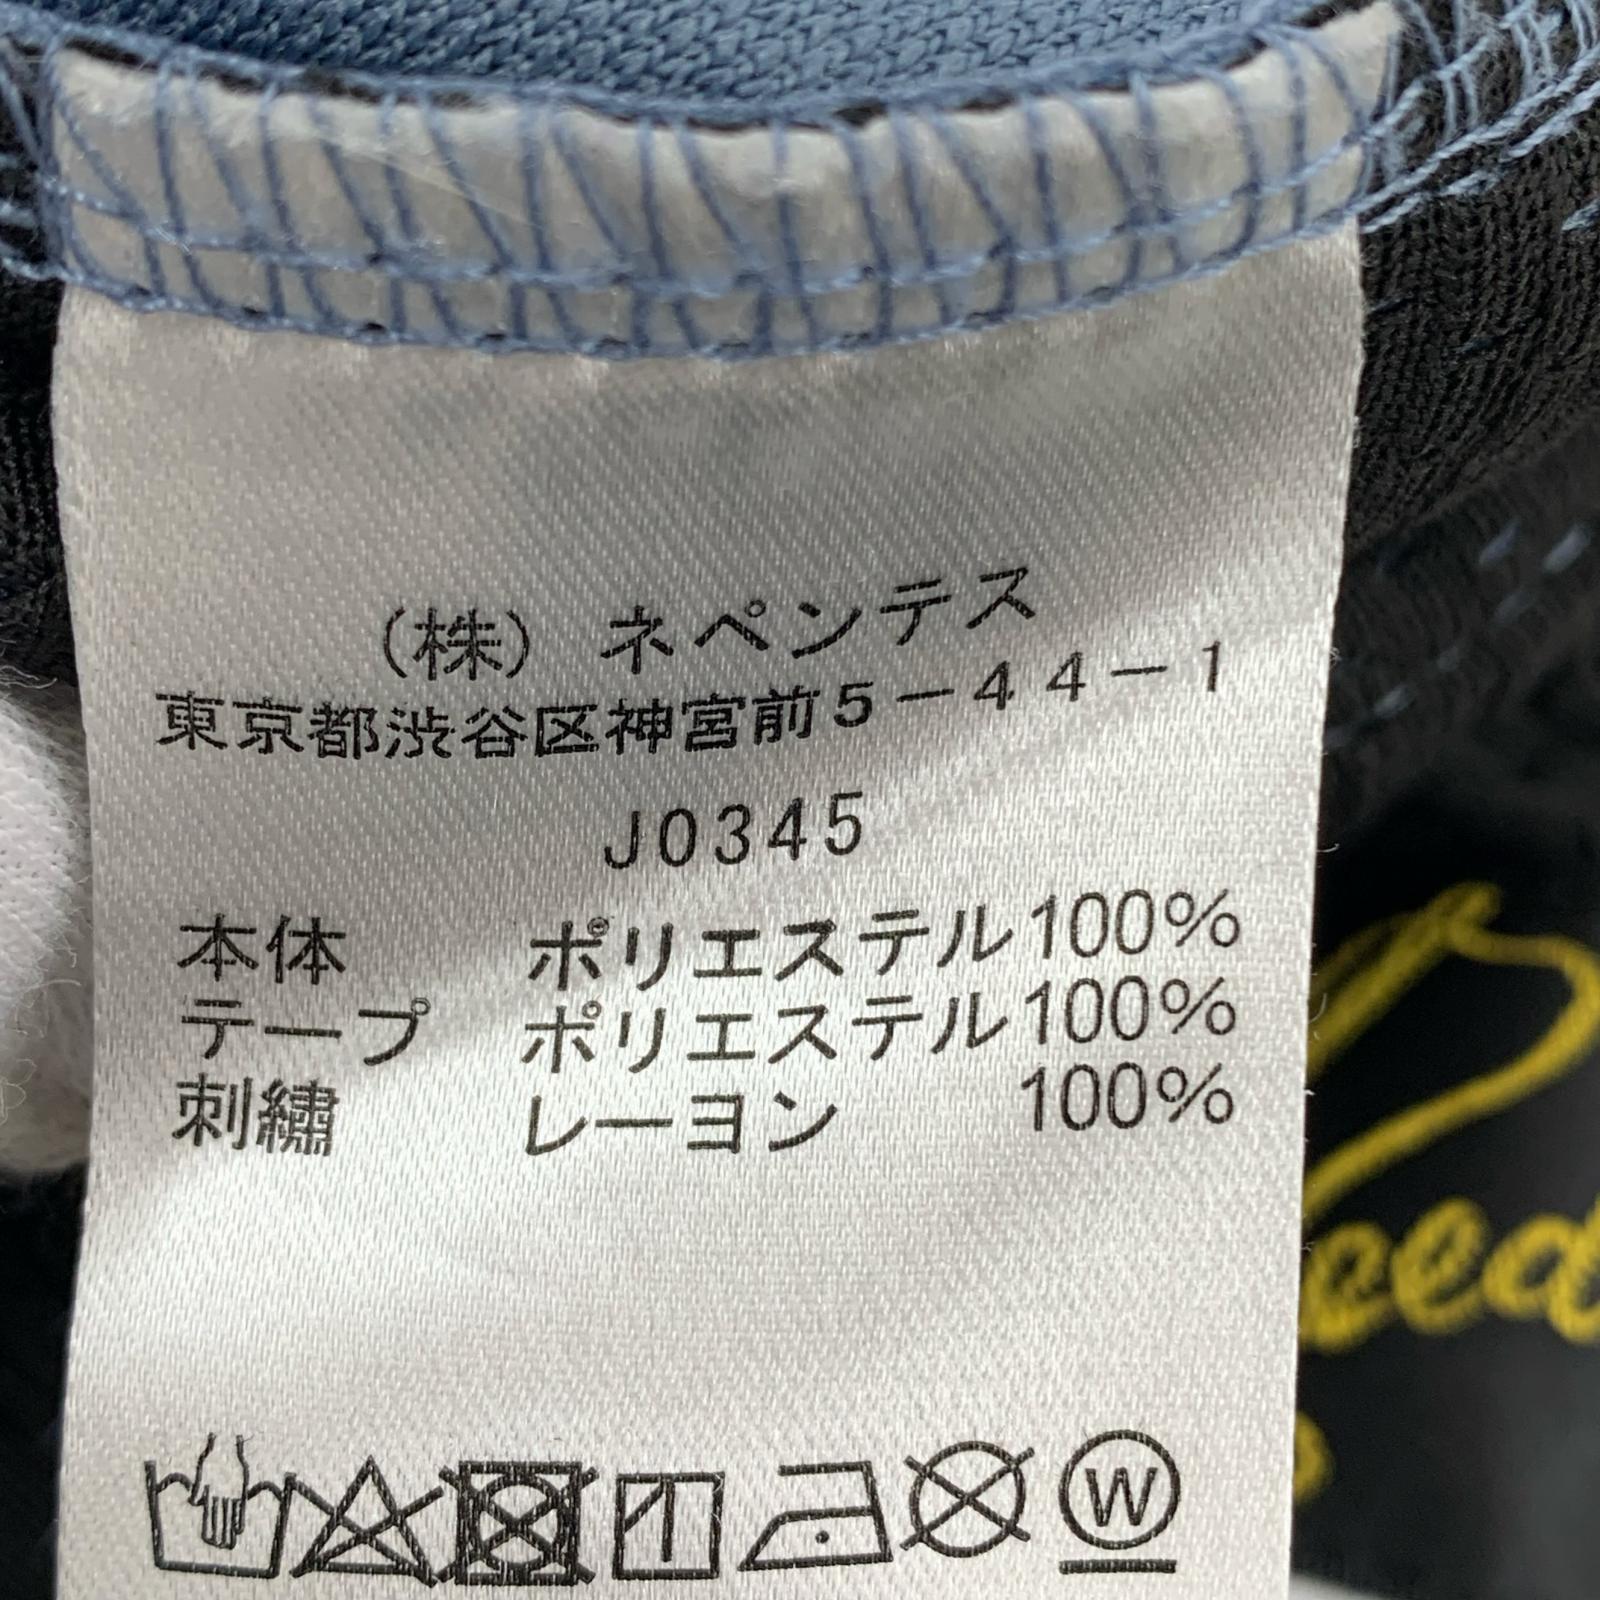 （株） ネペンテス
東京都渋谷区神宮前5－44－1
J0345
本体 ポリエステル100%
テープ ポリエステル100%
刺繡 レーヨン 100%
W